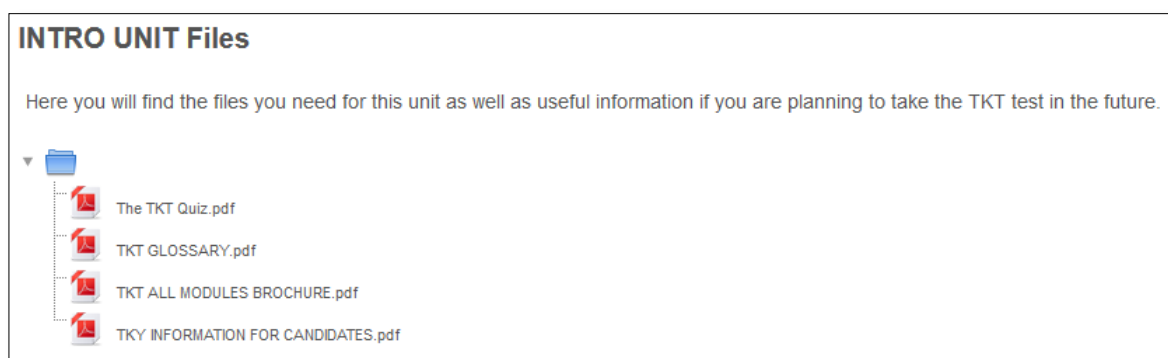 INTRO UNIT Files
Here you will find the files you need for this unit as well as useful information if you are planning to take the TKT test in the future.
The TKT Quiz.pdf
TKT GLOSSARY.pdf
TKT ALL MODULES BROCHURE.pdf
TKY INFORMATION FOR CANDIDATES.pdf